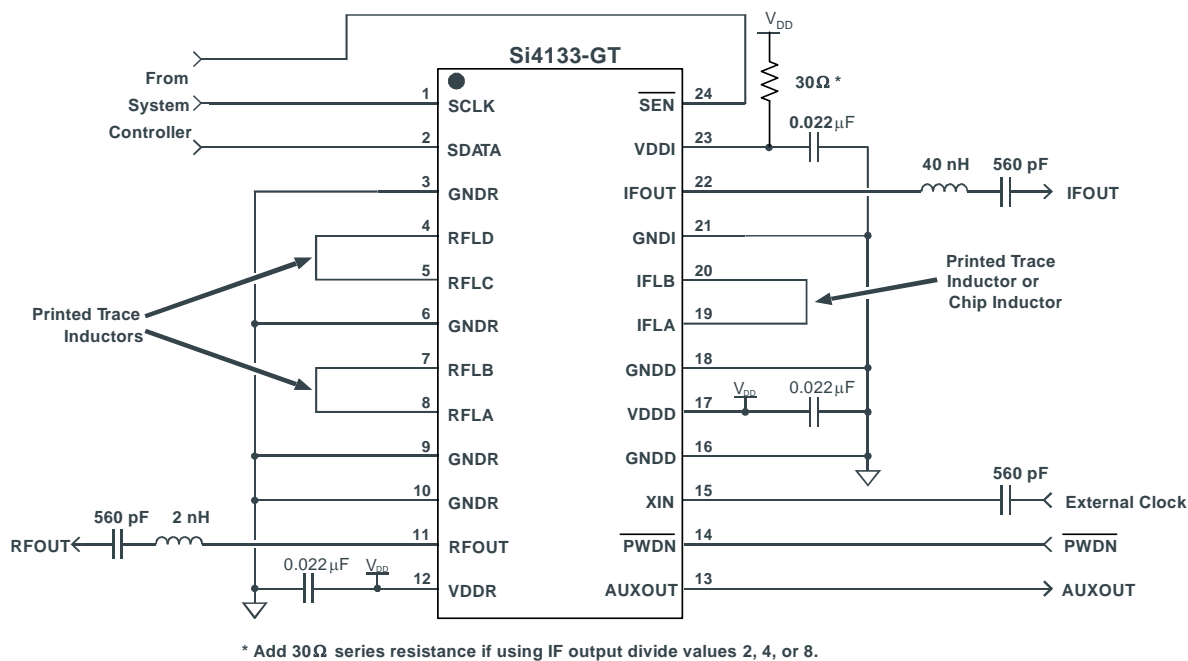 Si4133-GT
From
System
Controller
1 SCLK
2 SDATA
3 GNDR
4 RFLD
5 RFLC
6 GNDR
7 RFLB
8 RFLA
9 GNDR
10 GNDR
11 RFOUT
12 VDDR
Printed Trace
Inductors
560 pF
2 nH
RFOUT
0.022μF
VDD
SEN 24
VDDI 23
IFOUT 22
GNDI 21
IFLB 20
IFLA 19
GNDD 18
VDDD 17
GNDD 16
XIN 15
PWDN 14
AUXOUT 13
VDD
30Ω *
0.022μF
40 nH
560 pF
IFOUT
Printed Trace
Inductor or
Chip Inductor
VDD
0.022μF
560 pF
External Clock
PWDN
AUXOUT
* Add 30Ω series resistance if using IF output divide values 2, 4, or 8.